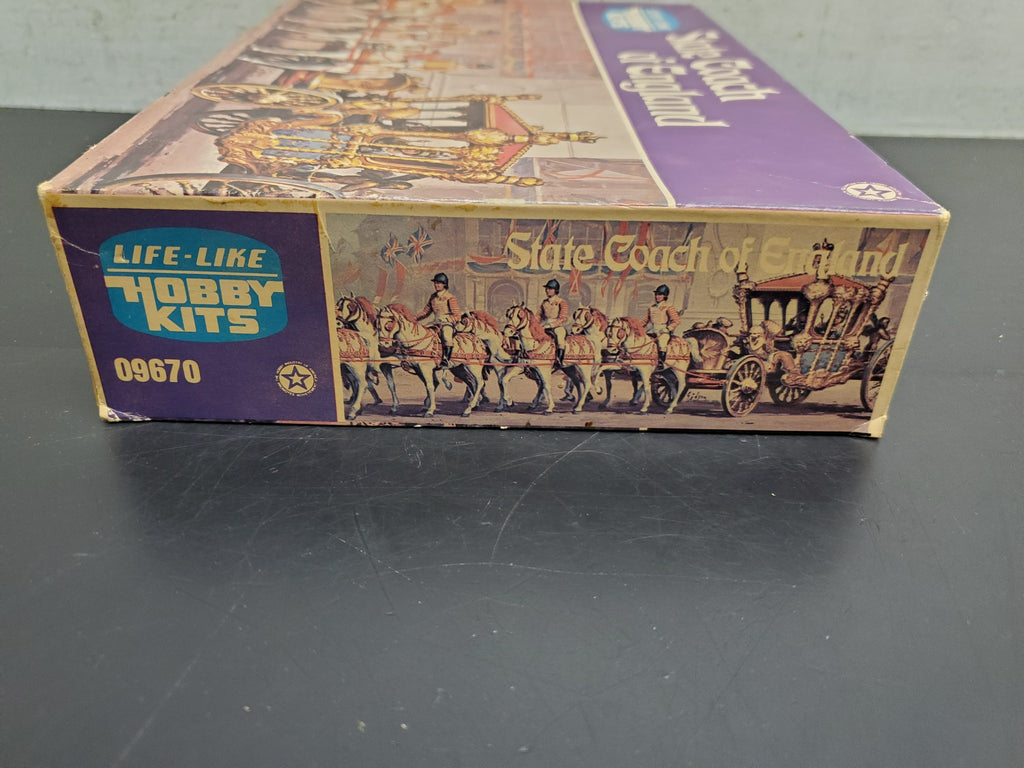 State Coach
of England
LIFE-LIKE
HOBBY
KITS
09670
State Coach of England